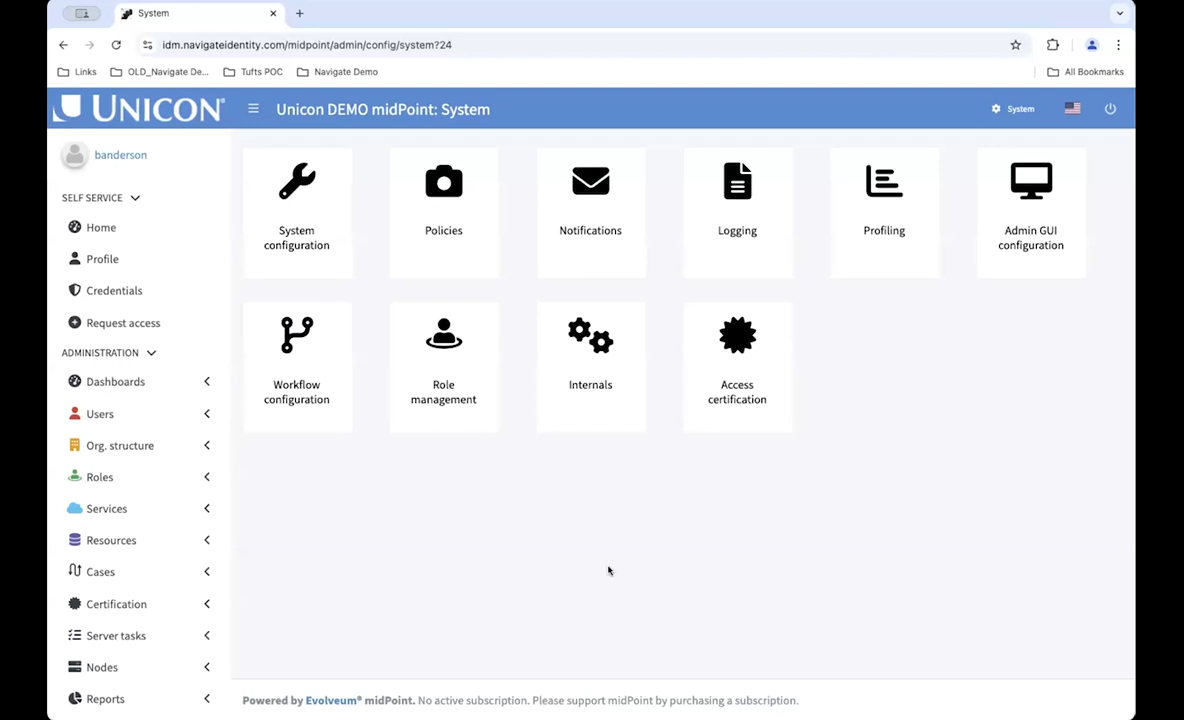 System
idm.navigateidentity.com/midpoint/admin/config/system?24
Links
OLD_Navigate De...
Tufts POC
Navigate Demo
All Bookmarks
UNICON
Unicon DEMO midPoint: System
System
banderson
SELF SERVICE
Home
Profile
Credentials
Request access
ADMINISTRATION
Dashboards
Users
Org. structure
Roles
Services
Resources
Cases
Certification
Server tasks
Nodes
Reports
System
configuration
Policies
Notifications
Logging
Profiling
Admin GUI
configuration
Workflow
configuration
Role
management
Internals
Access
certification
Powered by Evolveum® midPoint. No active subscription. Please support midPoint by purchasing a subscription.